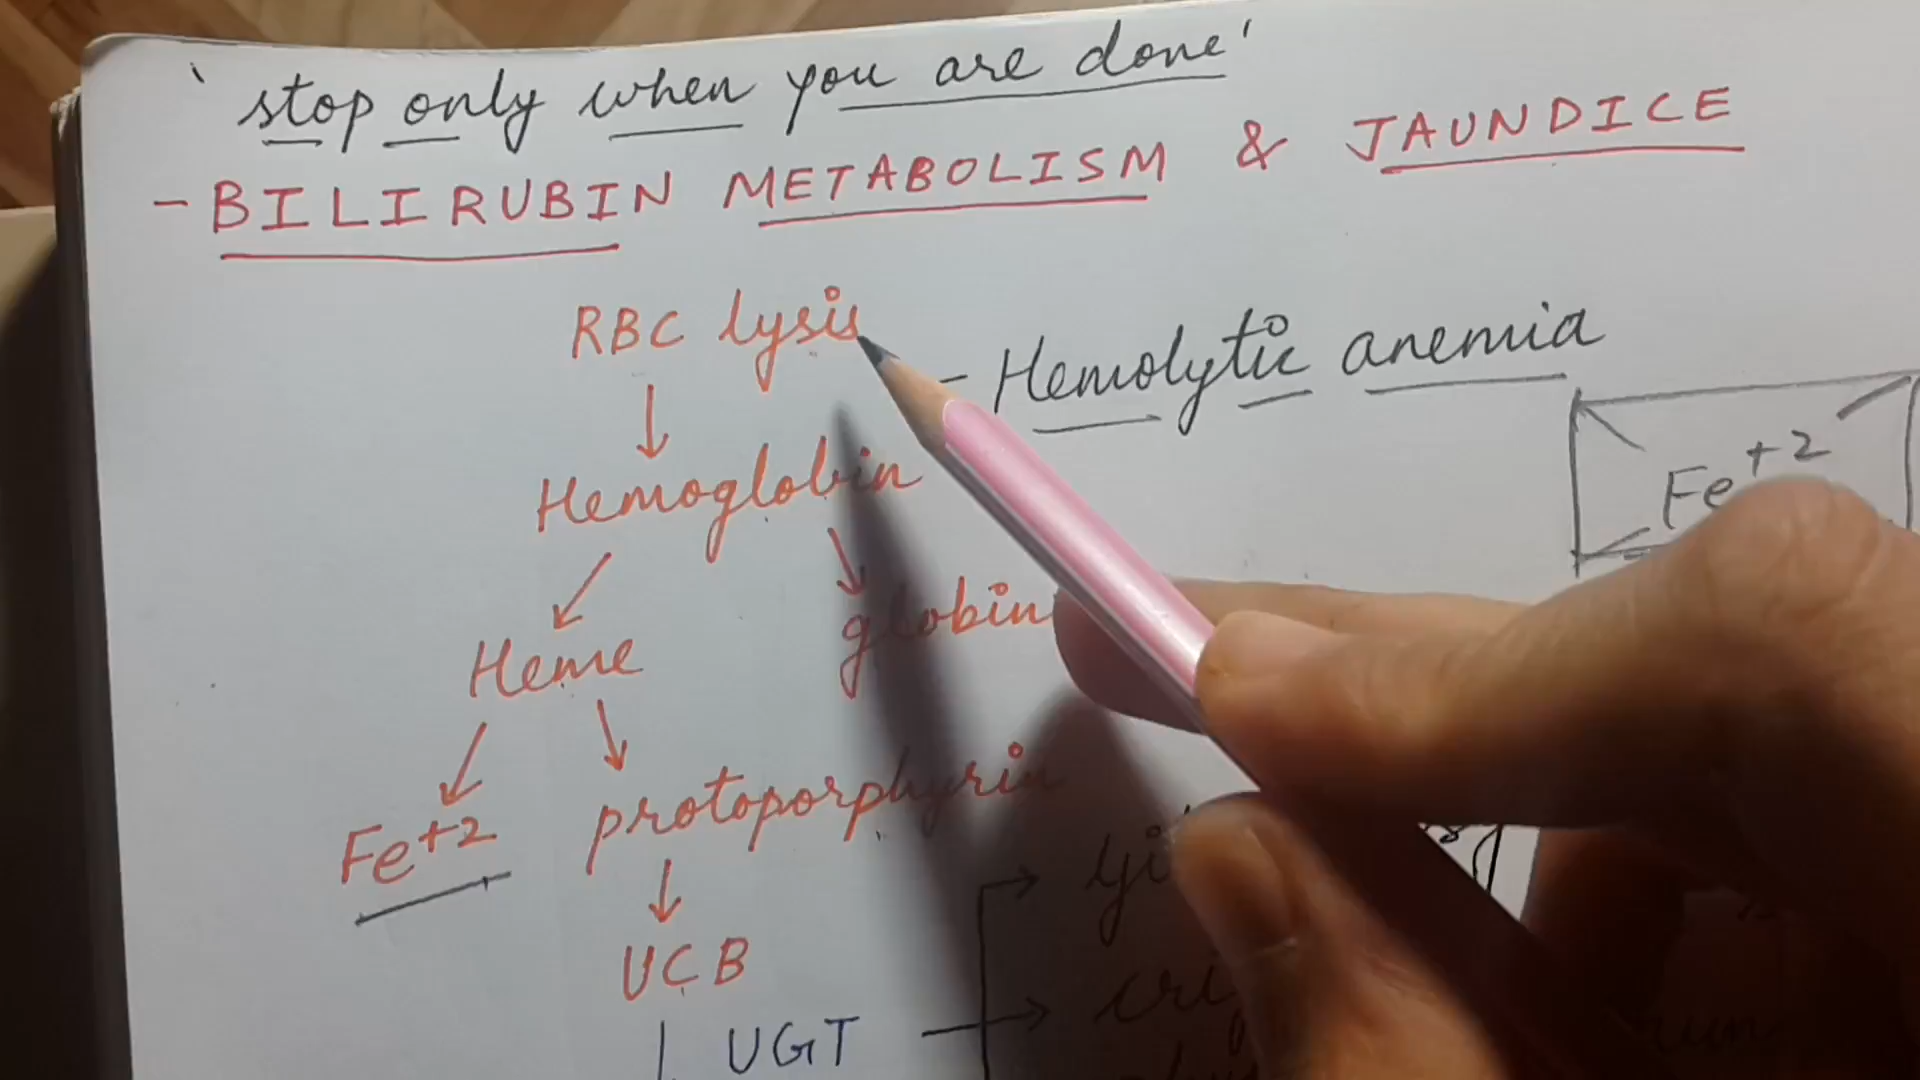 'stop only when you are done'
- BILIRUBIN METABOLISM & JAUNDICE
RBC lysis
- Hemolytic anemia
Fe+2
Hemoglobin
globin
Heme
Fe+2
protoporphyrin
UCB
UGT